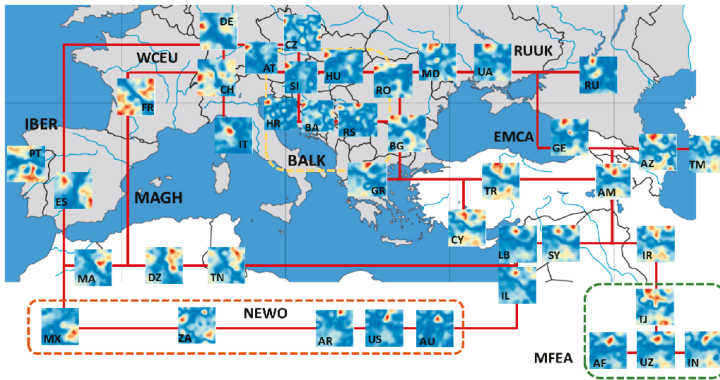 DE
CZ
WCEU
RUUK
AT
SI
HU
RO
MD
UA
RU
CH
FR
IBER
HR
BA
RS
BG
EMCA
GE
IT
PT
BALK
AZ
TM
ES
MAGH
GR
TR
AM
CY
LB
SY
IR
MA
DZ
TN
IL
NEWO
TJ
MX
ZA
AR
US
AU
MFEA
AF
UZ
IN